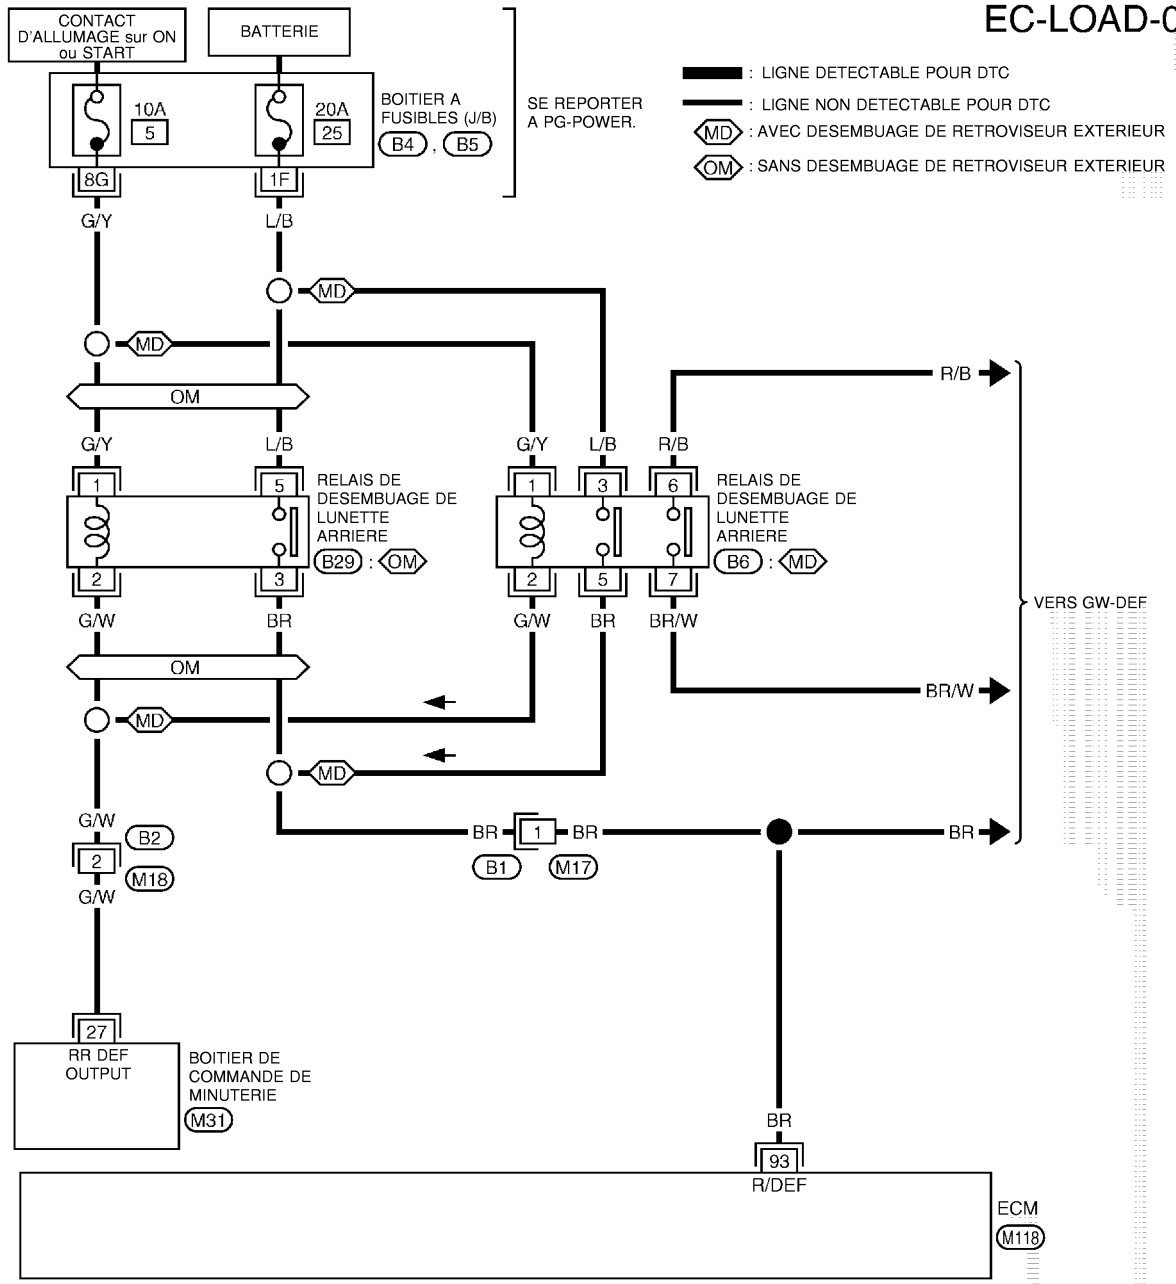 EC-LOAD-0
CONTACT
D'ALLUMAGE sur ON
ou START
BATTERIE
10A
5
20A
25
BOITIER A
FUSIBLES (J/B)
B4 , B5
SE REPORTER
A PG-POWER.
: LIGNE DETECTABLE POUR DTC
: LIGNE NON DETECTABLE POUR DTC
MD : AVEC DESEMBUAGE DE RETROVISEUR EXTERIEUR
OM : SANS DESEMBUAGE DE RETROVISEUR EXTERIEUR
8G 1F
G/Y L/B
MD
MD
R/B
OM
G/Y L/B G/Y L/B R/B
1 5 1 3 6
RELAIS DE
DESEMBUAGE DE
LUNETTE
ARRIERE
B29 : OM
RELAIS DE
DESEMBUAGE DE
LUNETTE
ARRIERE
B6 : MD
2 3 2 5 7
G/W BR G/W BR BR/W
VERS GW-DEF
OM
BR/W
MD
MD
G/W
B2
2
M18
G/W
BR 1 BR BR
B1 M17
27
RR DEF
OUTPUT
BOITIER DE
COMMANDE DE
MINUTERIE
M31
BR
93
R/DEF
ECM
M118